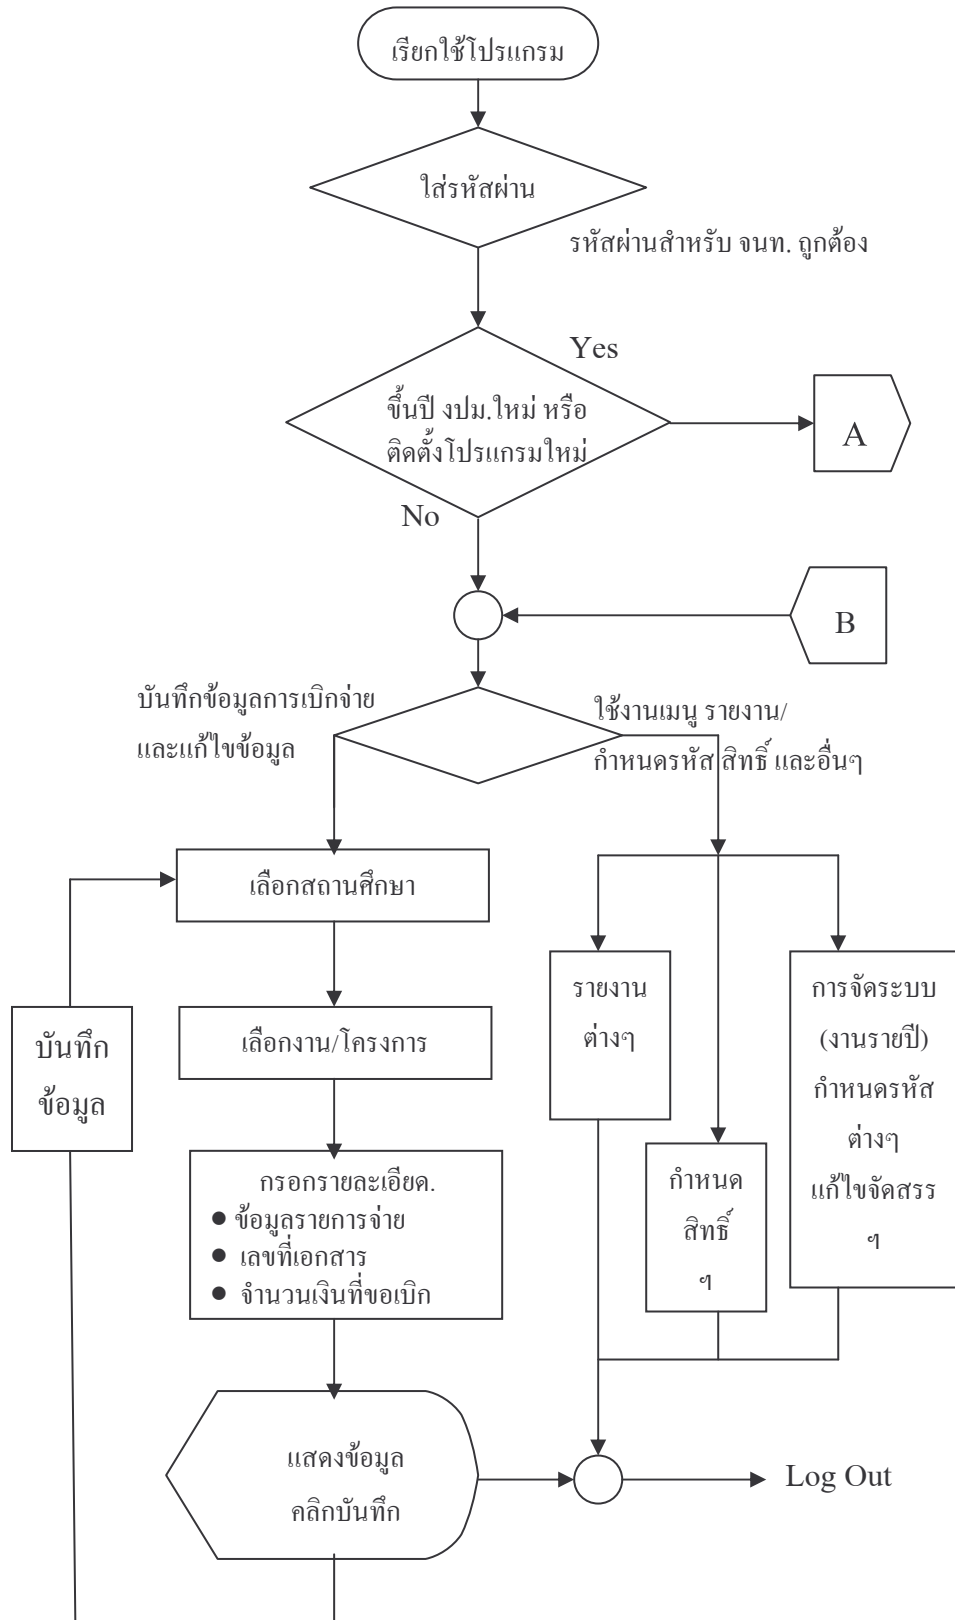 เรียกใช้โปรแกรม
ใส่รหัสผ่าน
รหัสผ่านสำหรับ จนท. ถูกต้อง
Yes
ขึ้นปี งปม.ใหม่ หรือ
ติดตั้งโปรแกรมใหม่
A
No
B
บันทึกข้อมูลการเบิกจ่าย
และแก้ไขข้อมูล
ใช้งานเมนู รายงาน/
กำหนดรหัส สิทธิ์ และอื่นๆ
เลือกสถานศึกษา
เลือกงาน/โครงการ
บันทึก
ข้อมูล
กรอกรายละเอียด.
● ข้อมูลรายการจ่าย
● เลขที่เอกสาร
● จำนวนเงินที่ขอเบิก
รายงาน
ต่างๆ
กำหนด
สิทธิ์
ๆ
การจัดระบบ
(งานรายปี)
กำหนดรหัส
ต่างๆ
แก้ไขจัดสรร
ๆ
แสดงข้อมูล
คลิกบันทึก
Log Out